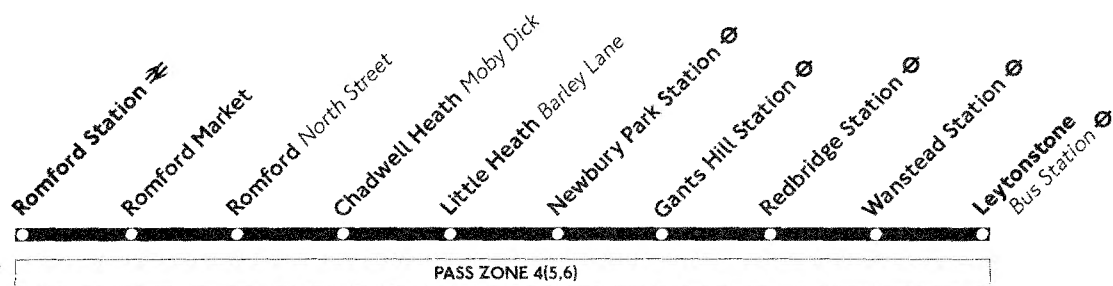 Romford Station
Romford Market
Romford North Street
Chadwell Heath Moby Dick
Little Heath Barley Lane
Newbury Park Station
Gants Hill Station
Redbridge Station
Wanstead Station
Leytonstone
Bus Station
PASS ZONE 4(5,6)